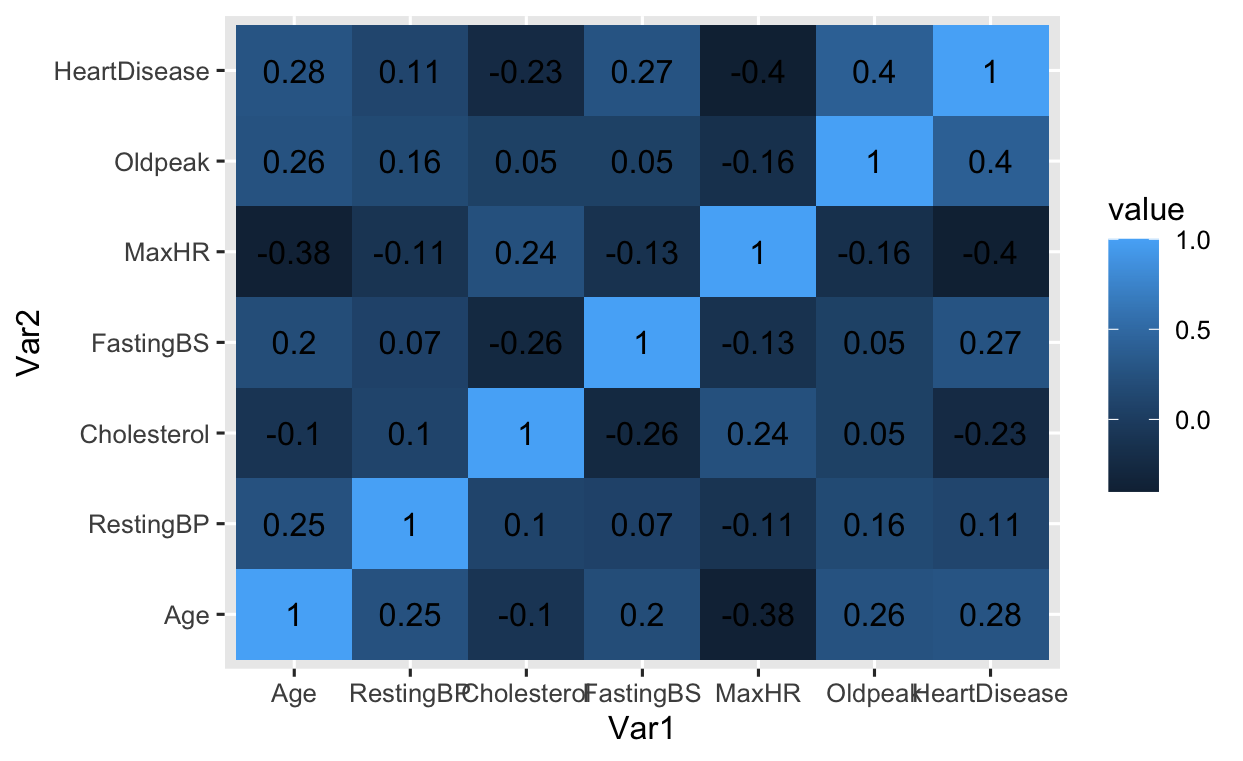 HeartDisease 0.28 0.11 -0.23 0.27 -0.4 0.4 1
Oldpeak 0.26 0.16 0.05 0.05 -0.16 1 0.4
MaxHR -0.38 -0.11 0.24 -0.13 1 -0.16 -0.4
FastingBS 0.2 0.07 -0.26 1 -0.13 0.05 0.27
Cholesterol -0.1 0.1 1 -0.26 0.24 0.05 -0.23
RestingBP 0.25 1 0.1 0.07 -0.11 0.16 0.11
Age 1 0.25 -0.1 0.2 -0.38 0.26 0.28
Age RestingBP Cholesterol FastingBS MaxHR Oldpeak HeartDisease
Var1
Var2
value
1.0
0.5
0.0